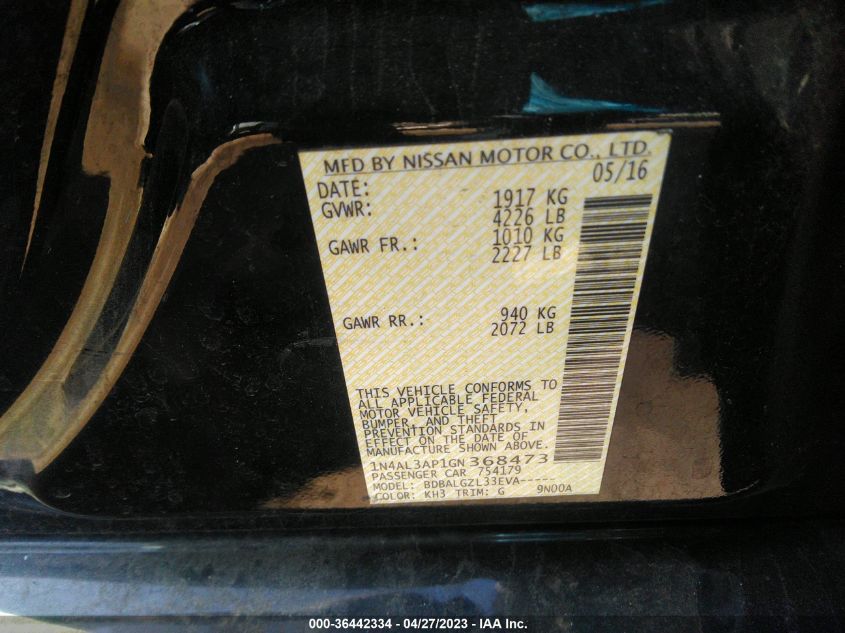 MFD BY NISSAN MOTOR CO., LTD.
DATE: 05/16
GVWR: 1917 KG
4226 LB
GAWR FR.: 1010 KG
2227 LB
GAWR RR.: 940 KG
2072 LB
THIS VEHICLE CONFORMS TO
ALL APPLICABLE FEDERAL
MOTOR VEHICLE SAFETY,
BUMPER, AND THEFT
PREVENTION STANDARDS IN
EFFECT ON THE DATE OF
MANUFACTURE SHOWN ABOVE.
1N4AL3AP1GN368473
PASSENGER CAR 754179
MODEL: BDBALGZL33EVA-----
COLOR: KH3 TRIM: G 9N00A
000-36442334 - 04/27/2023 - IAA Inc.